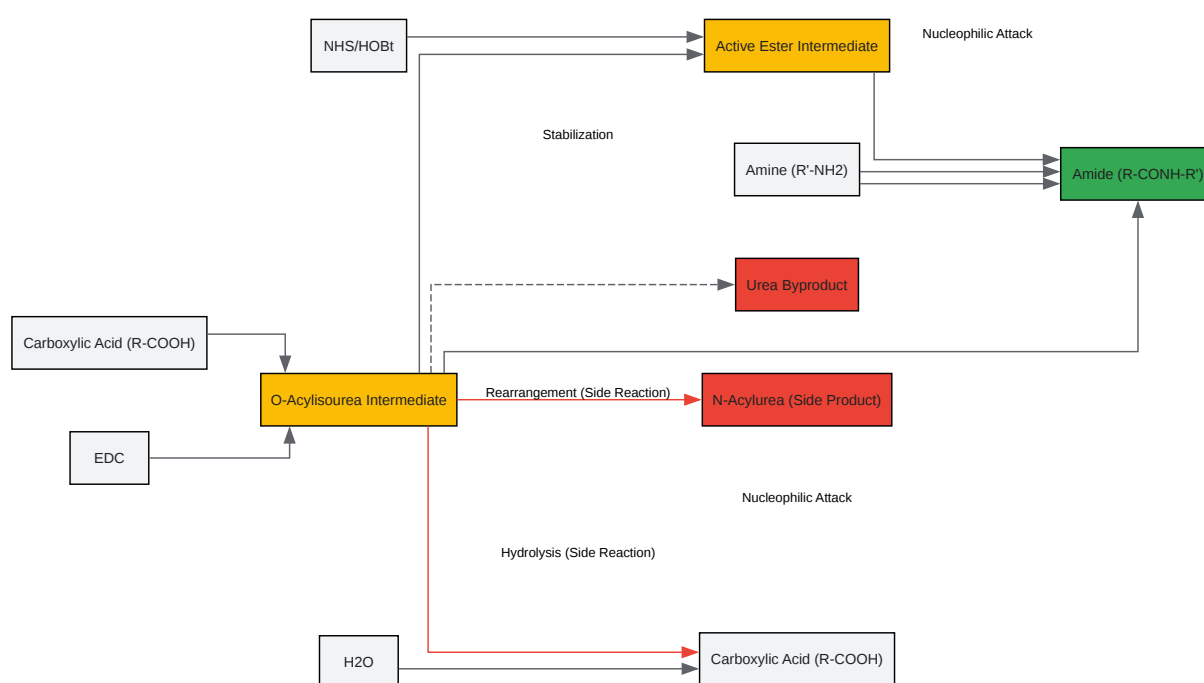 Nucleophilic Attack
NHS/HOBt
Active Ester Intermediate
Stabilization
Amine (R'-NH2)
Amide (R-CONH-R')
Urea Byproduct
Carboxylic Acid (R-COOH)
Rearrangement (Side Reaction)
O-Acylisourea Intermediate
N-Acylurea (Side Product)
EDC
Nucleophilic Attack
Hydrolysis (Side Reaction)
H2O
Carboxylic Acid (R-COOH)